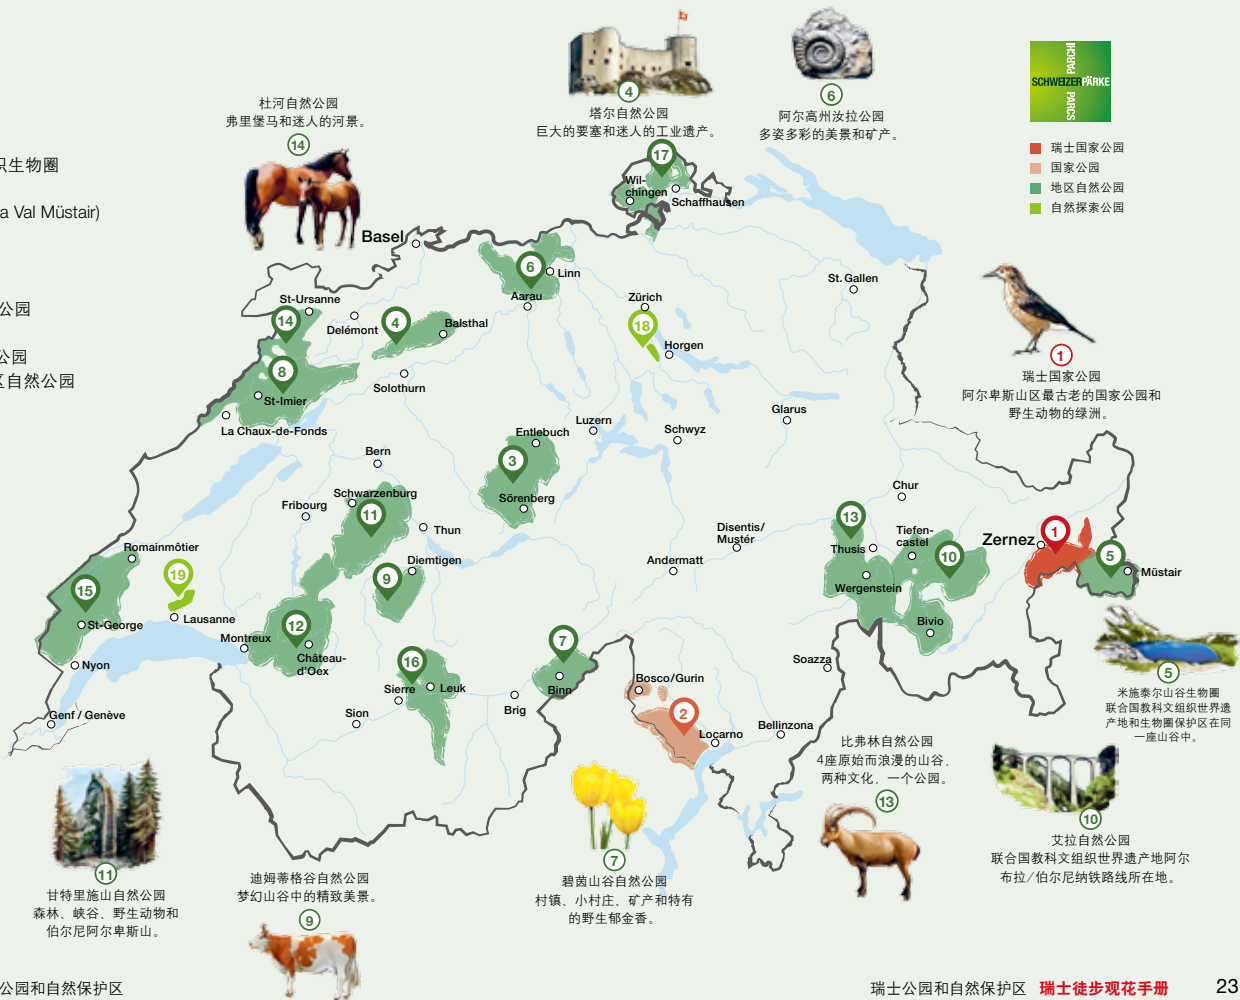 4
塔尔自然公园
巨大的要塞和迷人的工业遗产。
6
阿尔高州汝拉公园
多姿多彩的美景和矿产。
SCHWEIZER PÄRKE
PARCHI
PARCS
瑞士国家公园
国家公园
地区自然公园
自然探索公园
杜河自然公园
弗里堡马和迷人的河景。
14
生物圈
a Val Müstair)
公园
公园
区自然公园
17
Wil-
chingen
Schaffhausen
Basel
6
Linn
Aarau
St-Ursanne
14
Delémont
4
Balsthal
Zürich
18
Horgen
St. Gallen
1
瑞士国家公园
阿尔卑斯山区最古老的国家公园和
野生动物的绿洲。
8
St-Imier
Solothurn
La Chaux-de-Fonds
Luzern
Entlebuch
Schwyz
Glarus
Bern
3
Sörenberg
Schwarzenburg
Fribourg
11
Thun
Chur
Disentis/
Mustér
Andermatt
13
Thusis
Tiefen-
castel
10
Wergenstein
Bivio
Zernez
1
5
Müstair
Romainmôtier
15
19
St-George
Lausanne
Nyon
Genf / Genève
Diemtigen
9
Montreux
12
Château-
d'Oex
16
Sierre
Leuk
Sion
Brig
7
Binn
Bosco/Gurin
2
Locarno
Bellinzona
Soazza
5
米施泰尔山谷生物圈
联合国教科文组织世界遗
产地和生物圈保护区在同
一座山谷中。
比弗林自然公园
4座原始而浪漫的山谷、
两种文化、一个公园。
13
10
艾拉自然公园
联合国教科文组织世界遗产地阿尔
布拉/伯尔尼纳铁路线所在地。
7
碧茵山谷自然公园
村镇、小村庄、矿产和特有
的野生郁金香。
11
甘特里施山自然公园
森林、峡谷、野生动物和
伯尔尼阿尔卑斯山。
迪姆蒂格谷自然公园
梦幻山谷中的精致美景。
9
公园和自然保护区
瑞士公园和自然保护区 瑞士徒步观花手册 23